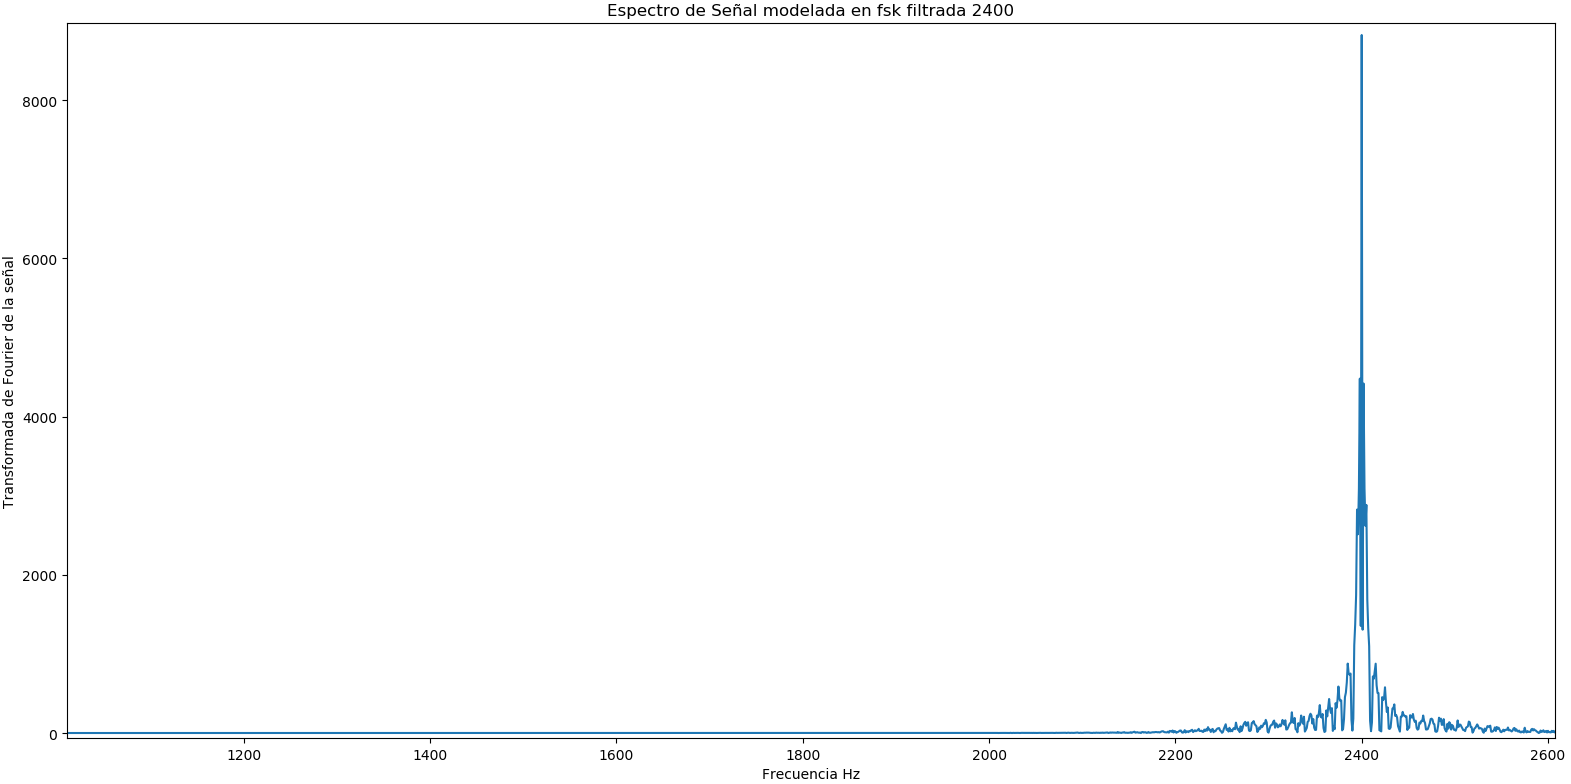 Espectro de Señal modelada en fsk filtrada 2400
Transformada de Fourier de la señal
8000
6000
4000
2000
0
1200 1400 1600 1800 2000 2200 2400 2600
Frecuencia Hz